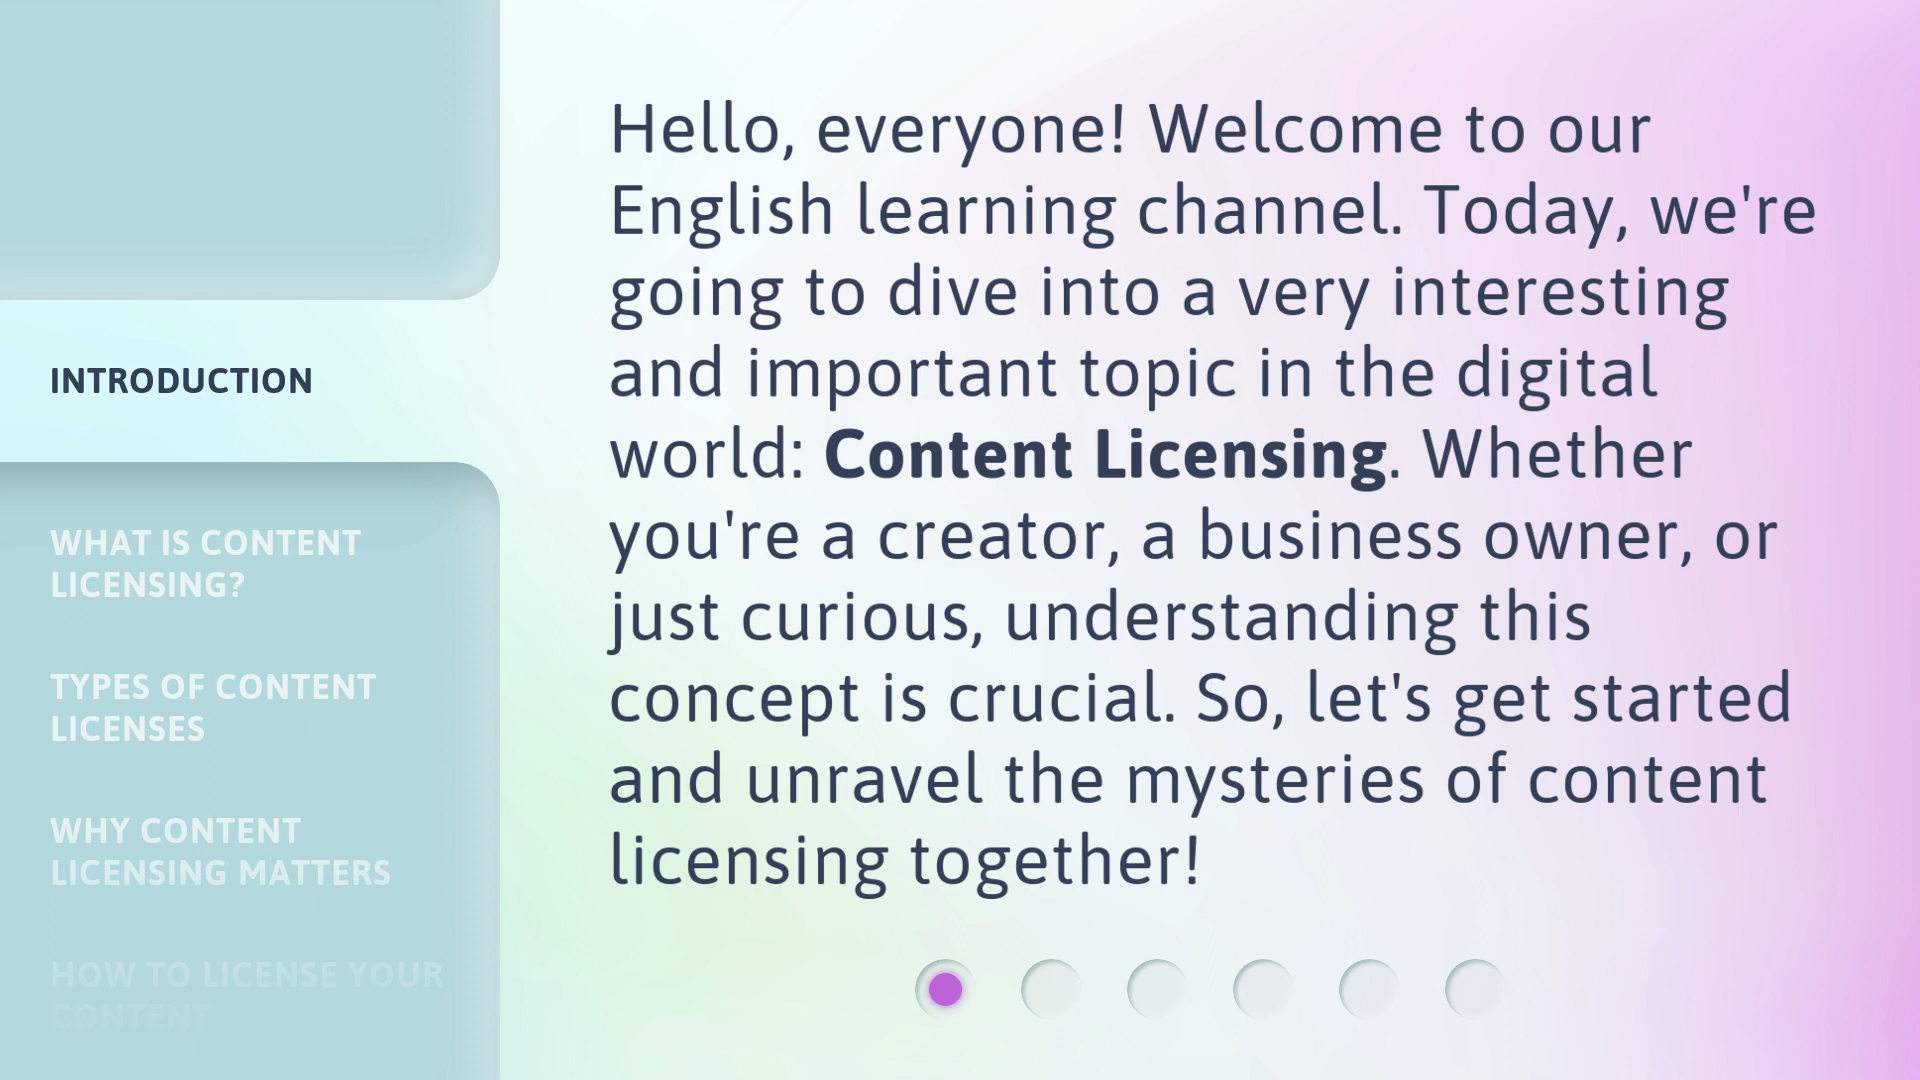 INTRODUCTION
WHAT IS CONTENT
LICENSING?
TYPES OF CONTENT
LICENSES
WHY CONTENT
LICENSING MATTERS
HOW TO LICENSE YOUR
CONTENT
Hello, everyone! Welcome to our
English learning channel. Today, we're
going to dive into a very interesting
and important topic in the digital
world: Content Licensing. Whether
you're a creator, a business owner, or
just curious, understanding this
concept is crucial. So, let's get started
and unravel the mysteries of content
licensing together!